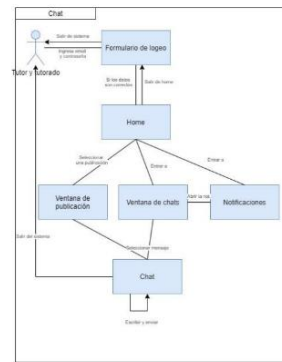 Chat
Salir de sistema
Formulario de logeo
Ingresa email
y contraseña
Tutor y Tutorado
Si los datos
son correctos
Salir de home
Home
Seleccionar
una publicación
Entrar a
Entrar a
Ventana de
publicación
Ventana de chats
Notificaciones
Salir del sistema
Seleccionar mensaje
Chat
Escribir y enviar